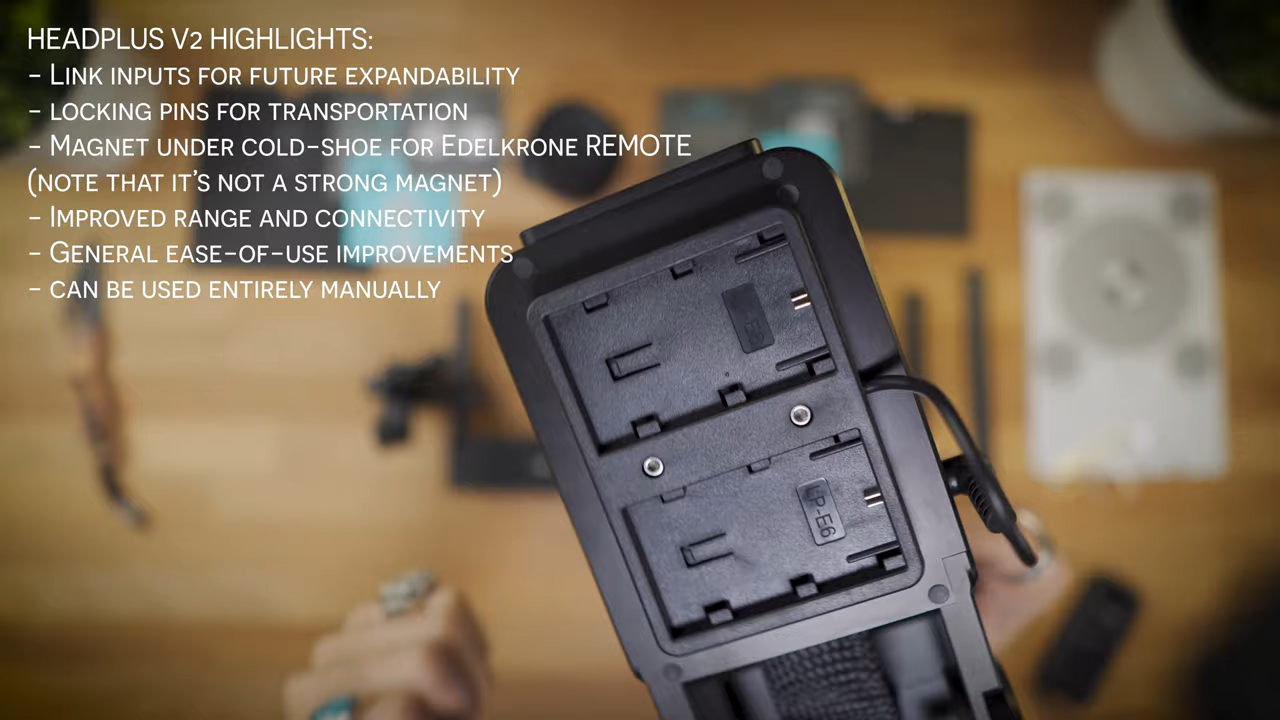 HEADPLUS V2 HIGHLIGHTS:
- LINK INPUTS FOR FUTURE EXPANDABILITY
- LOCKING PINS FOR TRANSPORTATION
- MAGNET UNDER COLD-SHOE FOR EDELKRONE REMOTE
(NOTE THAT IT'S NOT A STRONG MAGNET)
- IMPROVED RANGE AND CONNECTIVITY
- GENERAL EASE-OF-USE IMPROVEMENTS
- CAN BE USED ENTIRELY MANUALLY
LP-E6